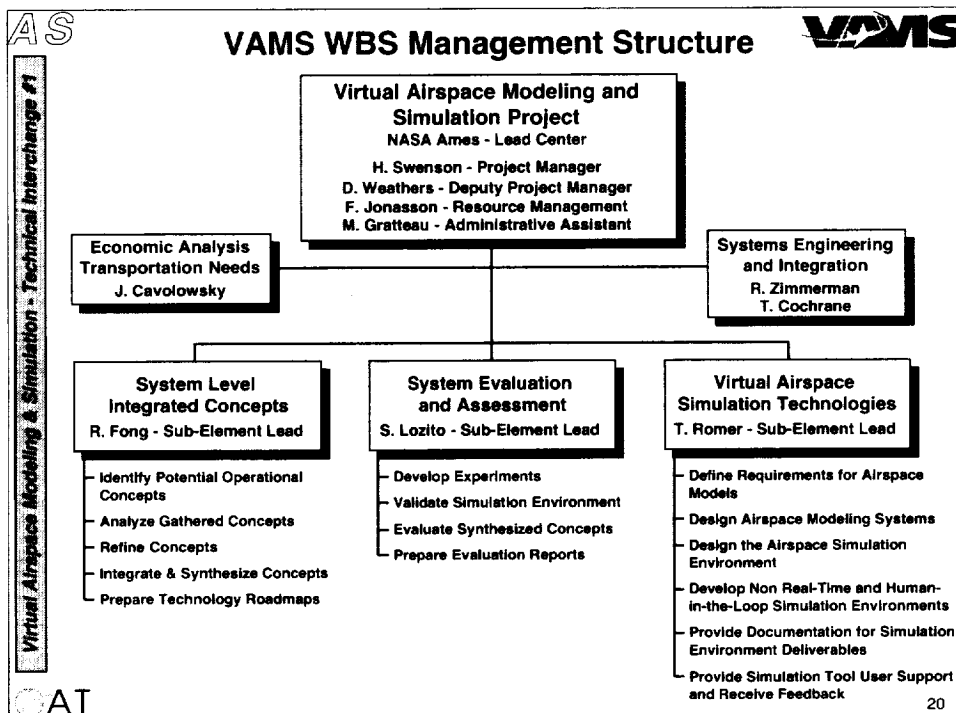 AS
VAMS WBS Management Structure
VAMS
Virtual Airspace Modeling & Simulation - Technical Interchange #1
Virtual Airspace Modeling and
Simulation Project
NASA Ames - Lead Center
H. Swenson - Project Manager
D. Weathers - Deputy Project Manager
F. Jonasson - Resource Management
M. Gratteau - Administrative Assistant
Economic Analysis
Transportation Needs
J. Cavolowsky
Systems Engineering
and Integration
R. Zimmerman
T. Cochrane
System Level
Integrated Concepts
R. Fong - Sub-Element Lead
Identify Potential Operational
Concepts
Analyze Gathered Concepts
Refine Concepts
Integrate & Synthesize Concepts
Prepare Technology Roadmaps
System Evaluation
and Assessment
S. Lozito - Sub-Element Lead
Develop Experiments
Validate Simulation Environment
Evaluate Synthesized Concepts
Prepare Evaluation Reports
Virtual Airspace
Simulation Technologies
T. Romer - Sub-Element Lead
Define Requirements for Airspace
Models
Design Airspace Modeling Systems
Design the Airspace Simulation
Environment
Develop Non Real-Time and Human-
in-the-Loop Simulation Environments
Provide Documentation for Simulation
Environment Deliverables
Provide Simulation Tool User Support
and Receive Feedback
AT
20